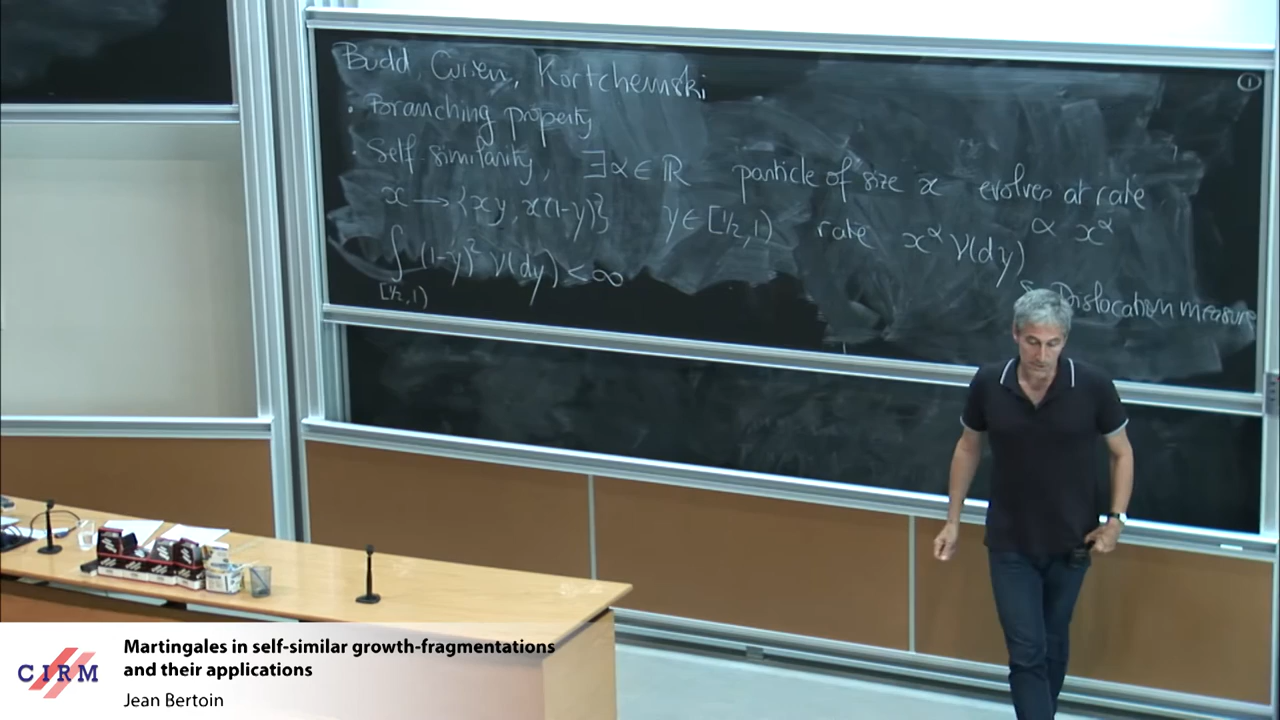 Budd, Curien, Kortchemski
①
• Branching property
• Self-similarity, ∃ α ∈ ℝ particle of size x evolves at rate ∝ x^α
x → {xy, x(1-y)} y ∈ [1/2, 1) rate x^α ν(dy)
∫_{[1/2,1)} (1-y)² ν(dy) < ∞
Dislocation measure
Martingales in self-similar growth-fragmentations
and their applications
CIRM
Jean Bertoin